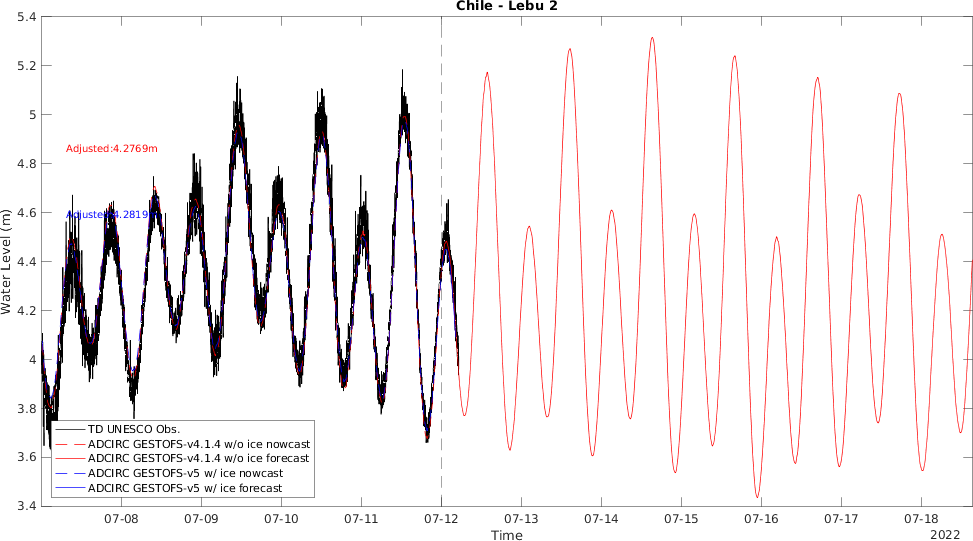 Chile - Lebu 2
5.4
5.2
5
4.8
4.6
4.4
4.2
4
3.8
3.6
3.4
Water Level (m)
Adjusted:4.2769m
Adjusted:4.2819
TD UNESCO Obs.
ADCIRC GESTOFS-v4.1.4 w/o ice nowcast
ADCIRC GESTOFS-v4.1.4 w/o ice forecast
ADCIRC GESTOFS-v5 w/ ice nowcast
ADCIRC GESTOFS-v5 w/ ice forecast
07-08 07-09 07-10 07-11 07-12 07-13 07-14 07-15 07-16 07-17 07-18
Time
2022